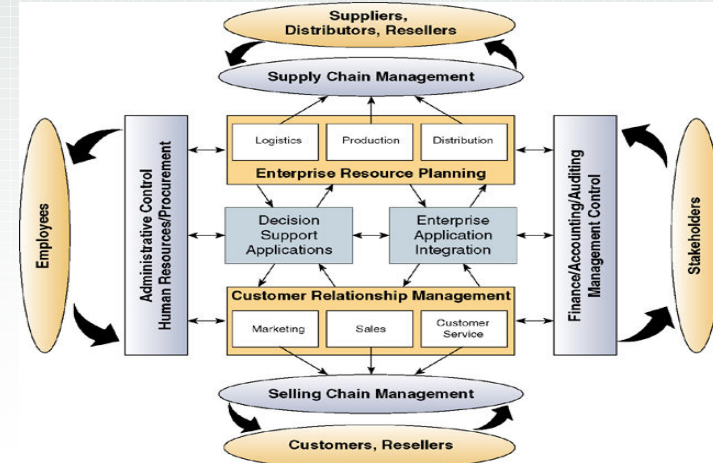 Suppliers,
Distributors, Resellers
Supply Chain Management
Employees
Administrative Control
Human Resources/Procurement
Logistics
Production
Distribution
Enterprise Resource Planning
Decision
Support
Applications
Enterprise
Application
Integration
Customer Relationship Management
Marketing
Sales
Customer
Service
Finance/Accounting/Auditing
Management Control
Stakeholders
Selling Chain Management
Customers, Resellers